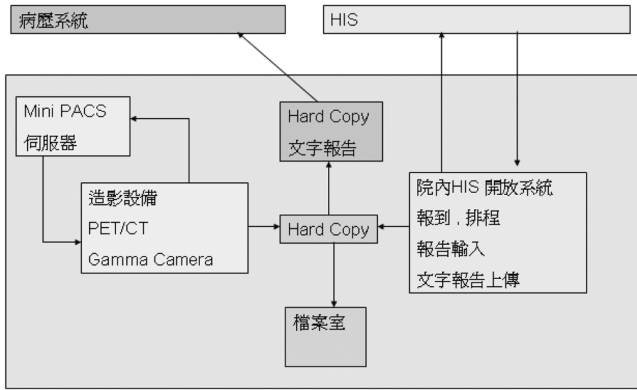 病歷系統
HIS
Mini PACS
伺服器
Hard Copy
文字報告
造影設備
PET/CT
Gamma Camera
Hard Copy
院內HIS 開放系統
報到 , 排程
報告輸入
文字報告上傳
檔案室